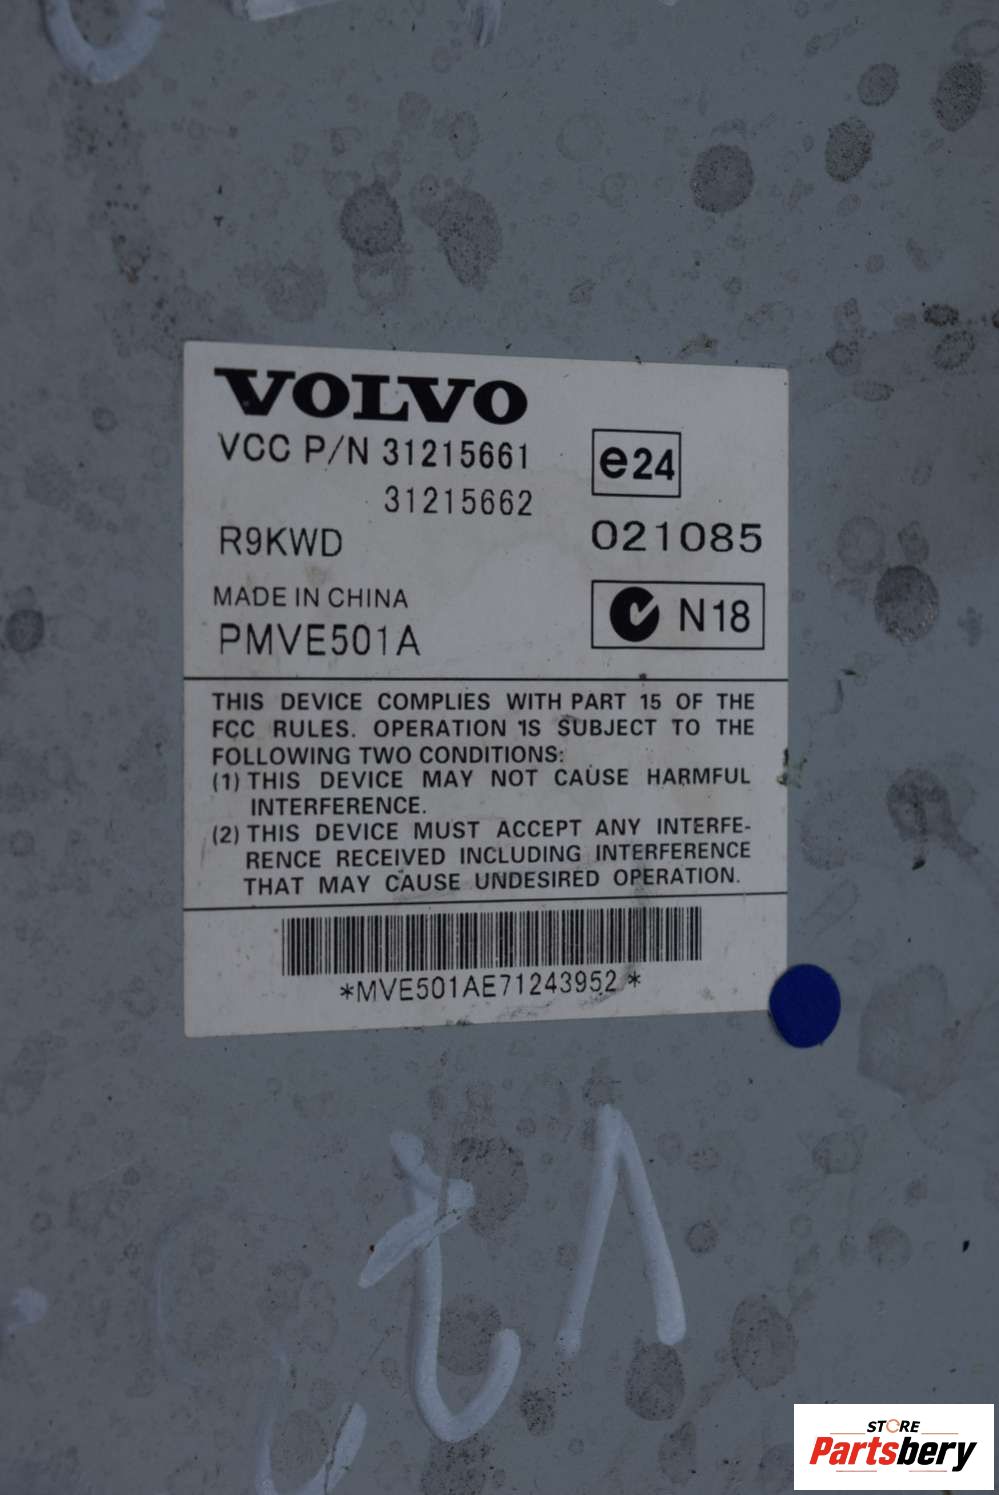 VOLVO
VCC P/N 31215661
31215662
e24
R9KWD
021085
MADE IN CHINA
N18
PMVE501A
THIS DEVICE COMPLIES WITH PART 15 OF THE
FCC RULES. OPERATION IS SUBJECT TO THE
FOLLOWING TWO CONDITIONS:
(1) THIS DEVICE MAY NOT CAUSE HARMFUL
INTERFERENCE.
(2) THIS DEVICE MUST ACCEPT ANY INTERFE-
RENCE RECEIVED INCLUDING INTERFERENCE
THAT MAY CAUSE UNDESIRED OPERATION.
*MVE501AE71243952*
STORE
Partsbery